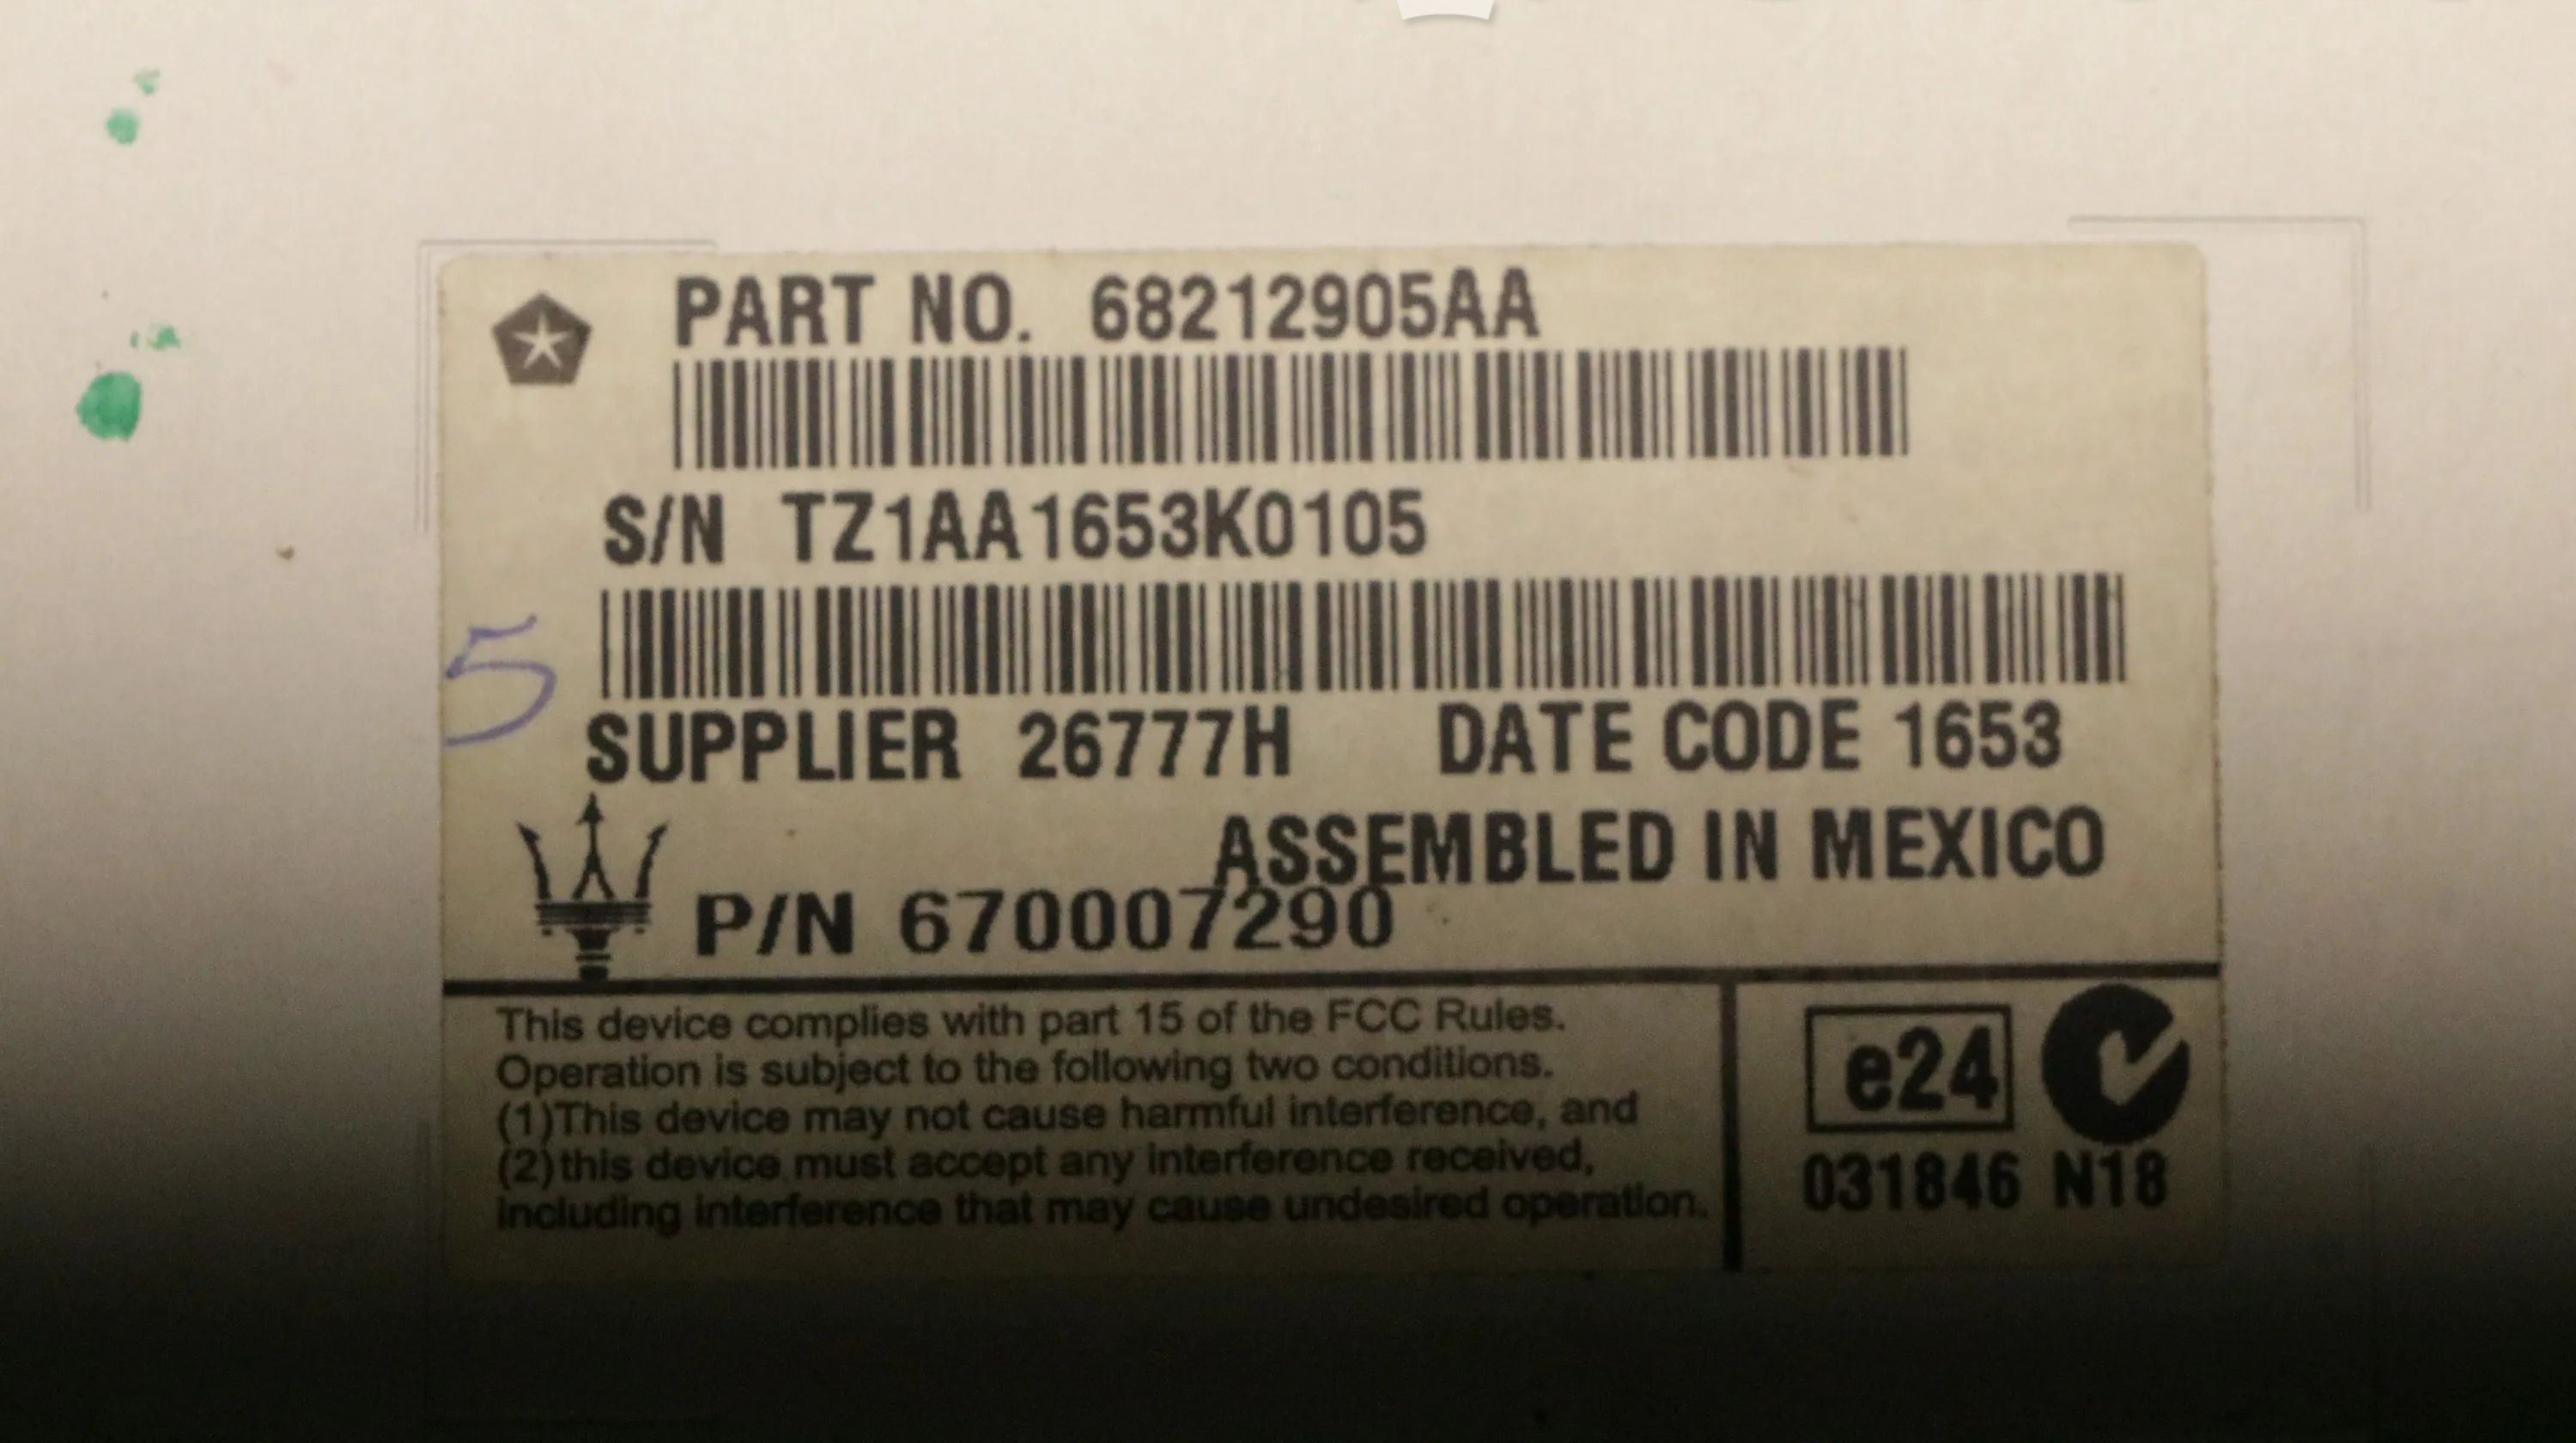 PART NO. 68212905AA
S/N TZ1AA1653K0105
5
SUPPLIER 26777H DATE CODE 1653
ASSEMBLED IN MEXICO
P/N 670007290
This device complies with part 15 of the FCC Rules.
Operation is subject to the following two conditions.
(1)This device may not cause harmful interference, and
(2)this device must accept any interference received,
including interference that may cause undesired operation.
e24
031846 N18